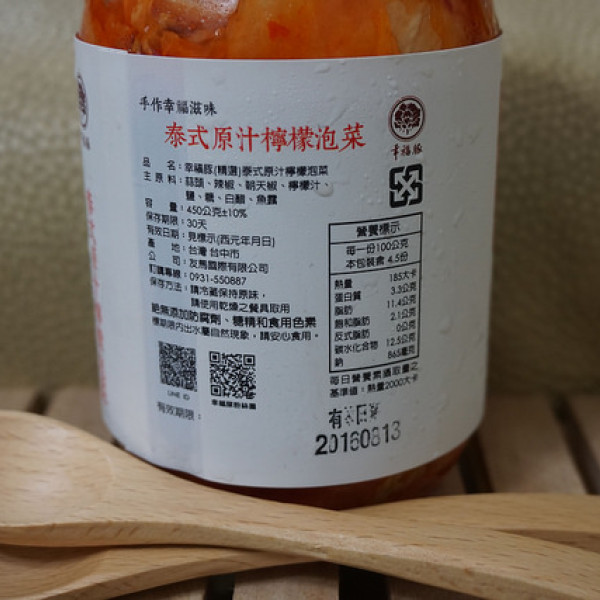 手作幸福滋味
泰式原汁檸檬泡菜
幸福豚
品名：幸福豚(精選)泰式原汁檸檬泡菜
主原料：蒜頭、辣椒、朝天椒、檸檬汁、
鹽、糖、白醋、魚露
容量：450公克±10%
保存期限：30天
有效日期：見標示(西元年月日)
產地：台灣 台中市
公司：友馬國際有限公司
訂購專線：0931-550887
保存方法：請冷藏保持原味，
請使用乾燥之餐具取用
絕無添加防腐劑、糖精和食用色素
標期限內出水屬自然現象，請安心食用。
營養標示
每一份100公克
本包裝含 4.5份
熱量 185大卡
蛋白質 3.3公克
脂肪 11.4公克
飽和脂肪 2.1公克
反式脂肪 0公克
碳水化合物 12.5公克
鈉 865毫克
每日營養素攝取量之
基準值：熱量2000大卡
LINE ID
幸福豚粉絲團
有效期限：
有效日期
20160813